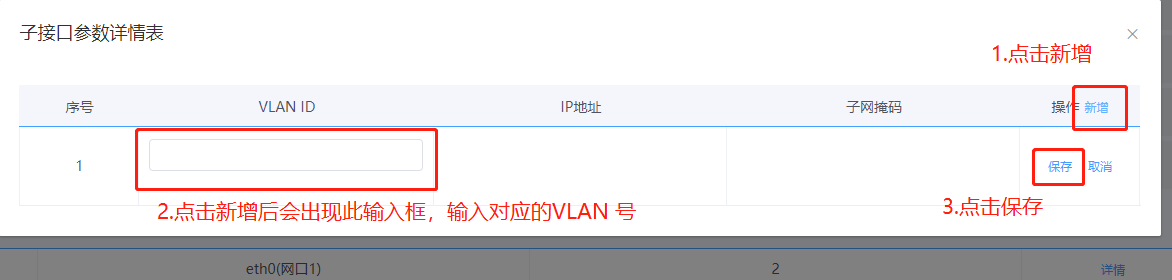 子接口参数详情表
1.点击新增
序号 VLAN ID IP地址 子网掩码 操作 新增
1 保存 取消
2.点击新增后会出现此输入框，输入对应的VLAN 号
3.点击保存
eth0(网口1) 2 详情